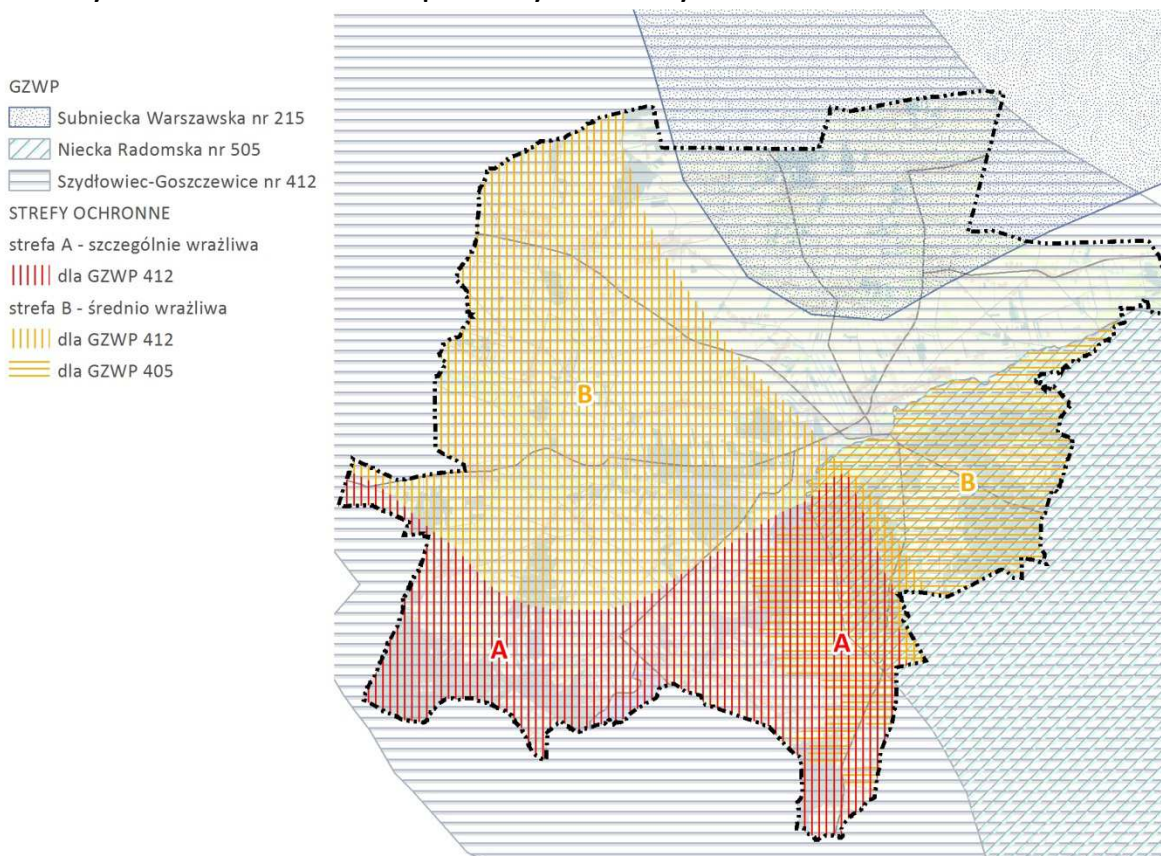 GZWP
Subniecka Warszawska nr 215
Niecka Radomska nr 505
Szydłowiec-Goszczewice nr 412
STREFY OCHRONNE
strefa A - szczególnie wrażliwa
dla GZWP 412
strefa B - średnio wrażliwa
dla GZWP 412
dla GZWP 405
B
B
A
A